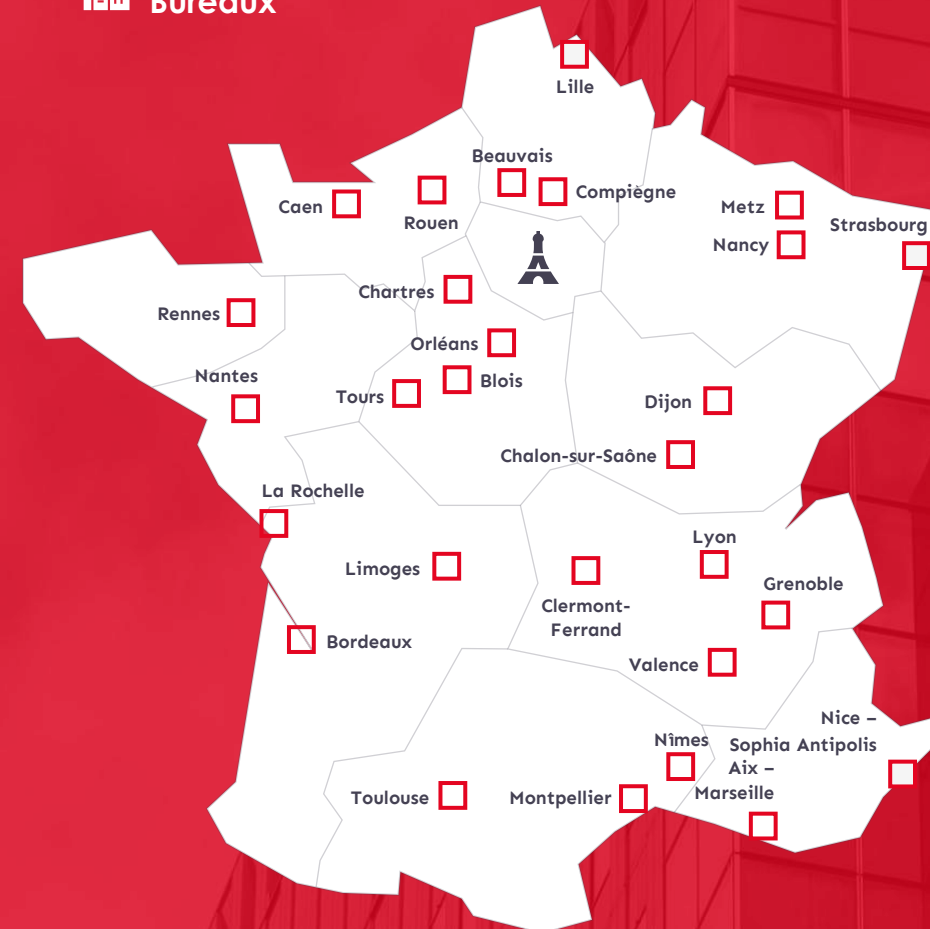 Bureaux
Lille
Beauvais
Compiègne
Caen
Rouen
Metz
Strasbourg
Nancy
Chartres
Rennes
Orléans
Nantes
Blois
Tours
Dijon
Chalon-sur-Saône
La Rochelle
Lyon
Limoges
Grenoble
Clermont-
Ferrand
Bordeaux
Valence
Nice –
Sophia Antipolis
Nîmes
Aix –
Marseille
Toulouse
Montpellier